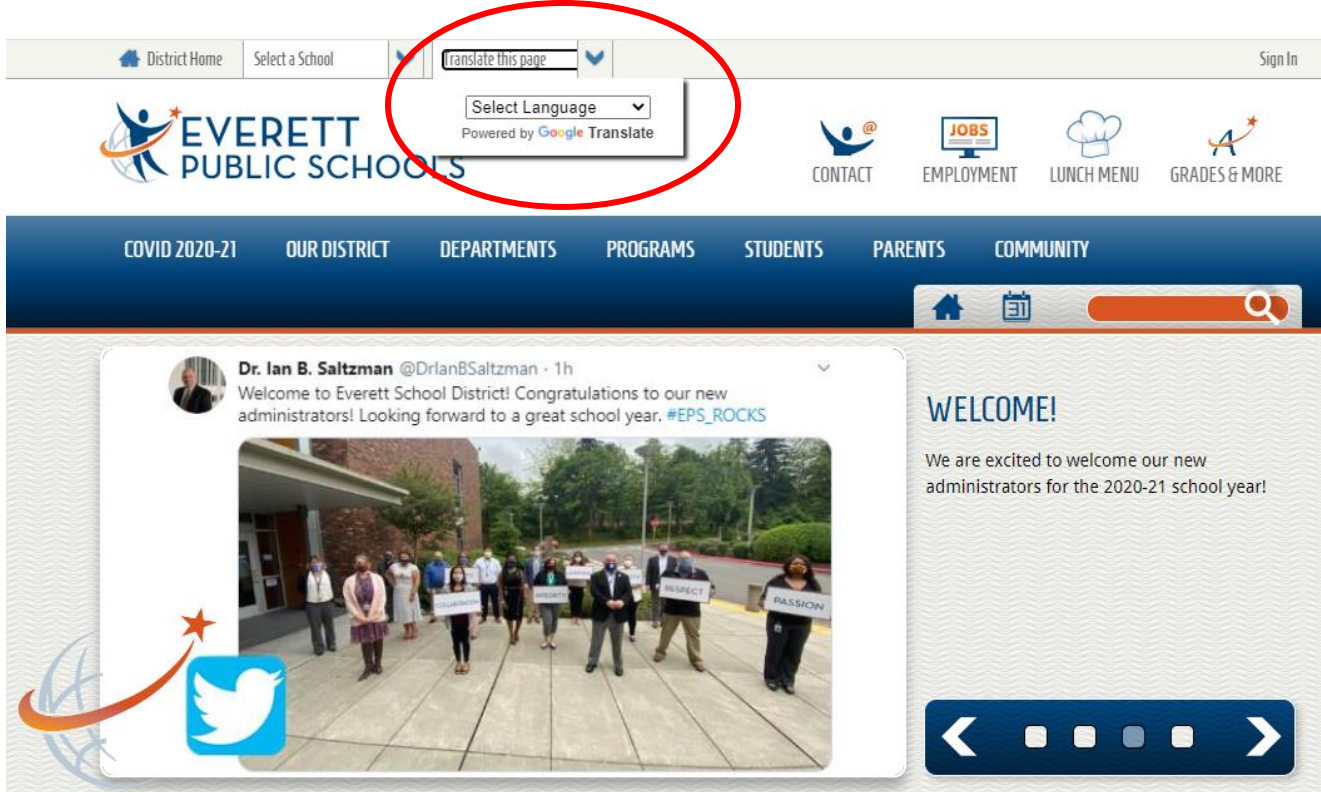 District Home
Select a School
Translate this page
Sign In
Select Language
Powered by Google Translate
EVERETT
PUBLIC SCHOOLS
@
CONTACT
JOBS
EMPLOYMENT
LUNCH MENU
A
GRADES & MORE
COVID 2020-21
OUR DISTRICT
DEPARTMENTS
PROGRAMS
STUDENTS
PARENTS
COMMUNITY
31
Dr. Ian B. Saltzman @DrIanBSaltzman · 1h
Welcome to Everett School District! Congratulations to our new
administrators! Looking forward to a great school year. #EPS_ROCKS
COLLABORATION
INTEGRITY
RESPECT
PASSION
WELCOME!
We are excited to welcome our new
administrators for the 2020-21 school year!